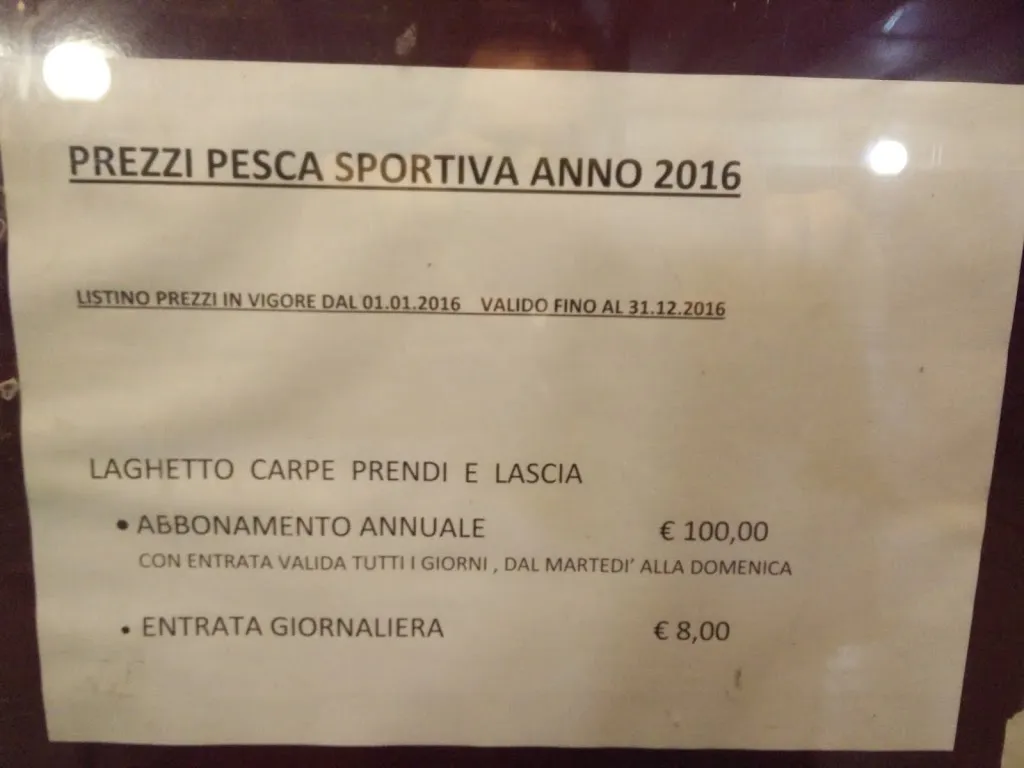 PREZZI PESCA SPORTIVA ANNO 2016
LISTINO PREZZI IN VIGORE DAL 01.01.2016 VALIDO FINO AL 31.12.2016
LAGHETTO CARPE PRENDI E LASCIA
• ABBONAMENTO ANNUALE € 100,00
CON ENTRATA VALIDA TUTTI I GIORNI , DAL MARTEDI' ALLA DOMENICA
• ENTRATA GIORNALIERA € 8,00